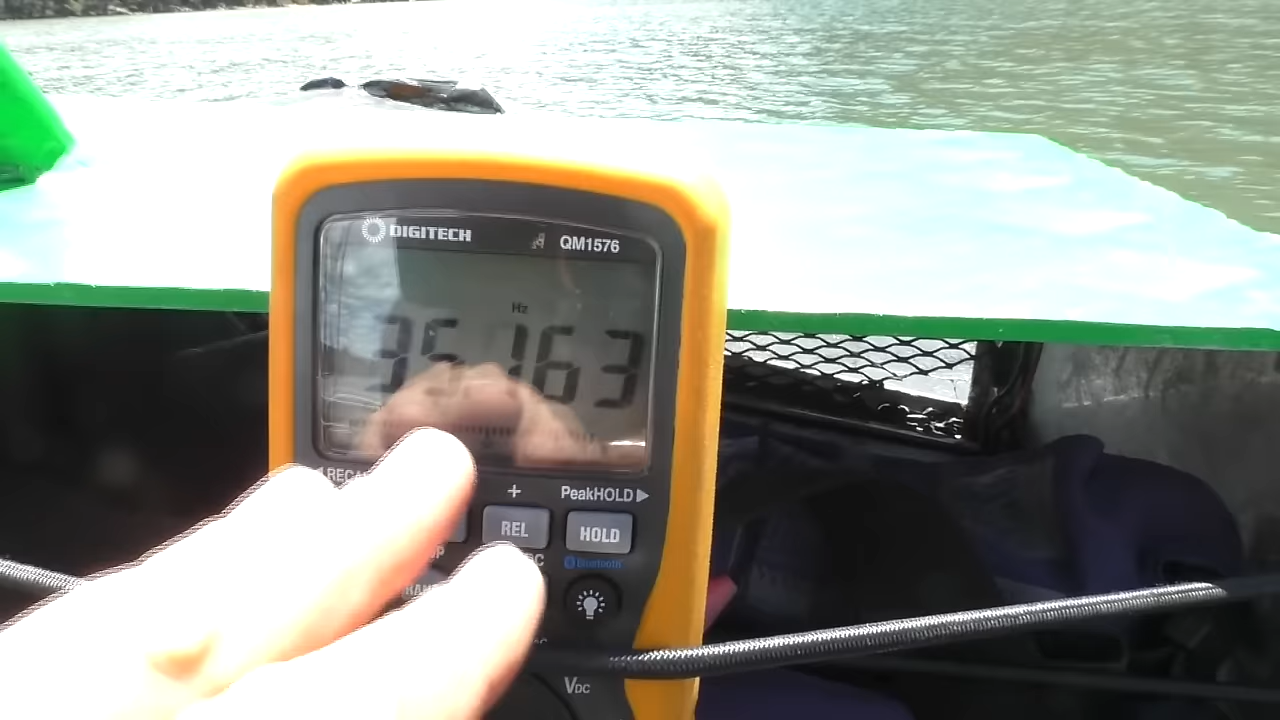 DIGITECH QM1576
Hz
35.163
+ PeakHOLD
REL HOLD
Bluetooth
VDC